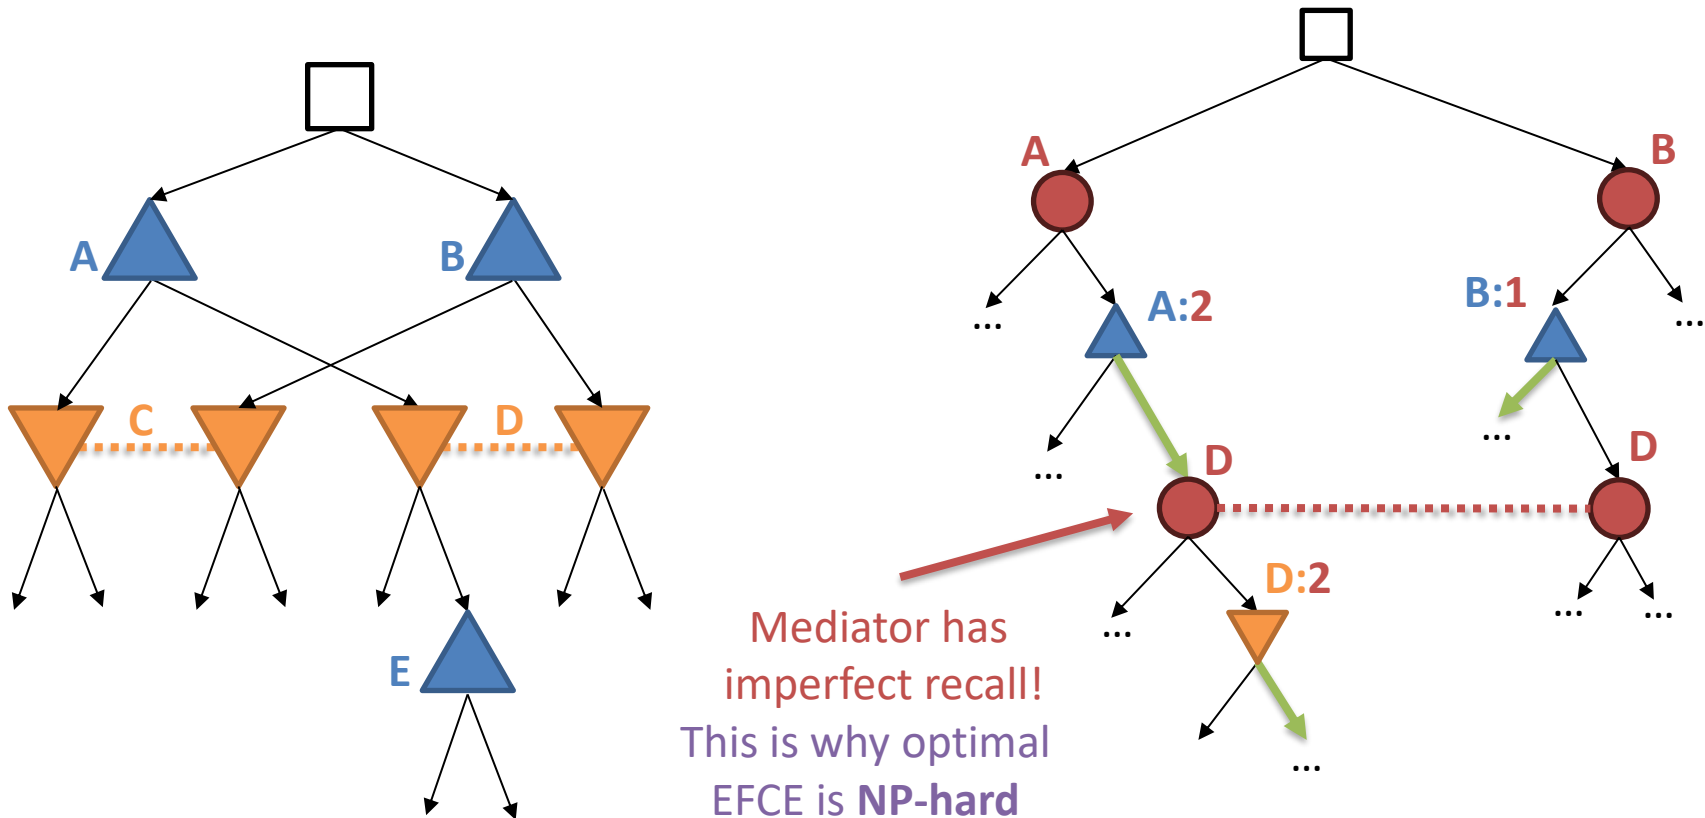 A
B
A
B
A:2
B:1
...
...
C
D
...
...
D
D
D:2
Mediator has
imperfect recall!
This is why optimal
EFCE is NP-hard
E
...
...
...
...